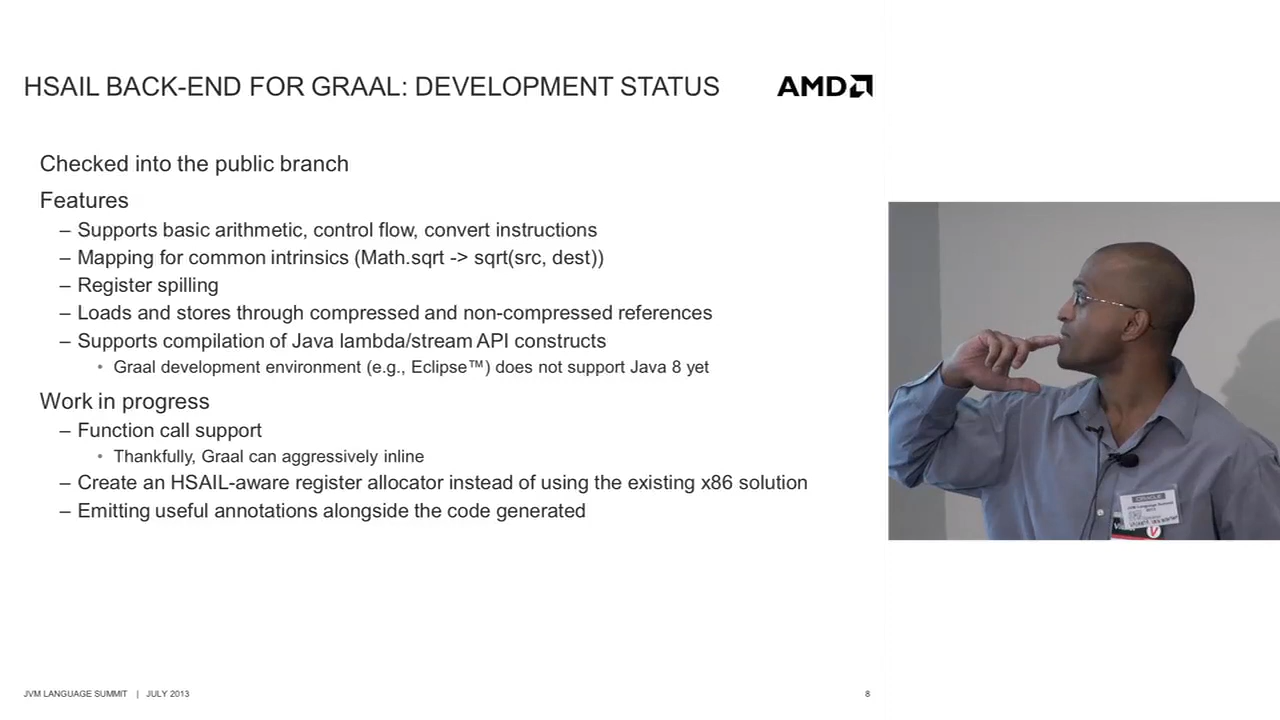 HSAIL BACK-END FOR GRAAL: DEVELOPMENT STATUS
AMD
Checked into the public branch
Features
– Supports basic arithmetic, control flow, convert instructions
– Mapping for common intrinsics (Math.sqrt -> sqrt(src, dest))
– Register spilling
– Loads and stores through compressed and non-compressed references
– Supports compilation of Java lambda/stream API constructs
• Graal development environment (e.g., Eclipse™) does not support Java 8 yet
Work in progress
– Function call support
• Thankfully, Graal can aggressively inline
– Create an HSAIL-aware register allocator instead of using the existing x86 solution
– Emitting useful annotations alongside the code generated
ORACLE
JVM LANGUAGE SUMMIT | JULY 2013
8